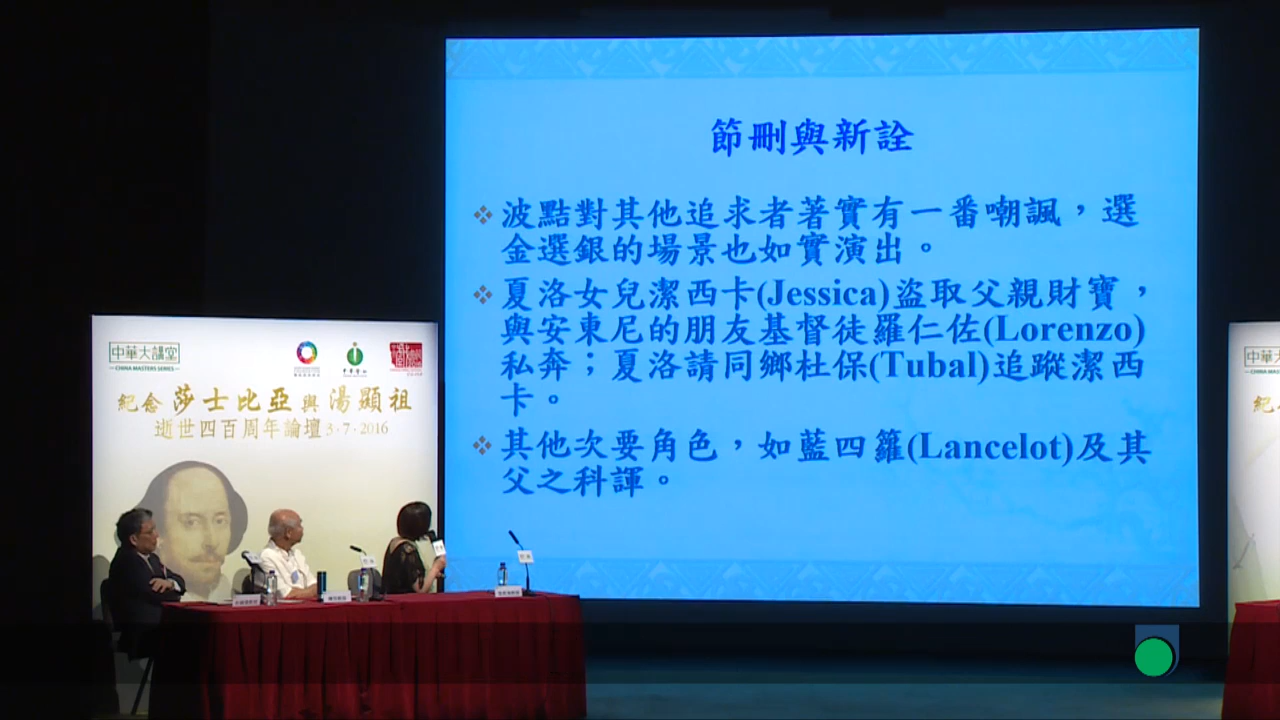 節刪與新詮
波點對其他追求者著實有一番嘲諷，選
金選銀的場景也如實演出。
夏洛女兒潔西卡(Jessica)盜取父親財寶，
與安東尼的朋友基督徒羅仁佐(Lorenzo)
私奔；夏洛請同鄉杜保(Tubal)追蹤潔西
卡。
其他次要角色，如藍四籮(Lancelot)及其
父之科諢。
中華大講堂
CHINA MASTERS SERIES
紀念莎士比亞與湯顯祖
逝世四百周年論壇 3·7·2016
中華大
CHINA MAS
紀